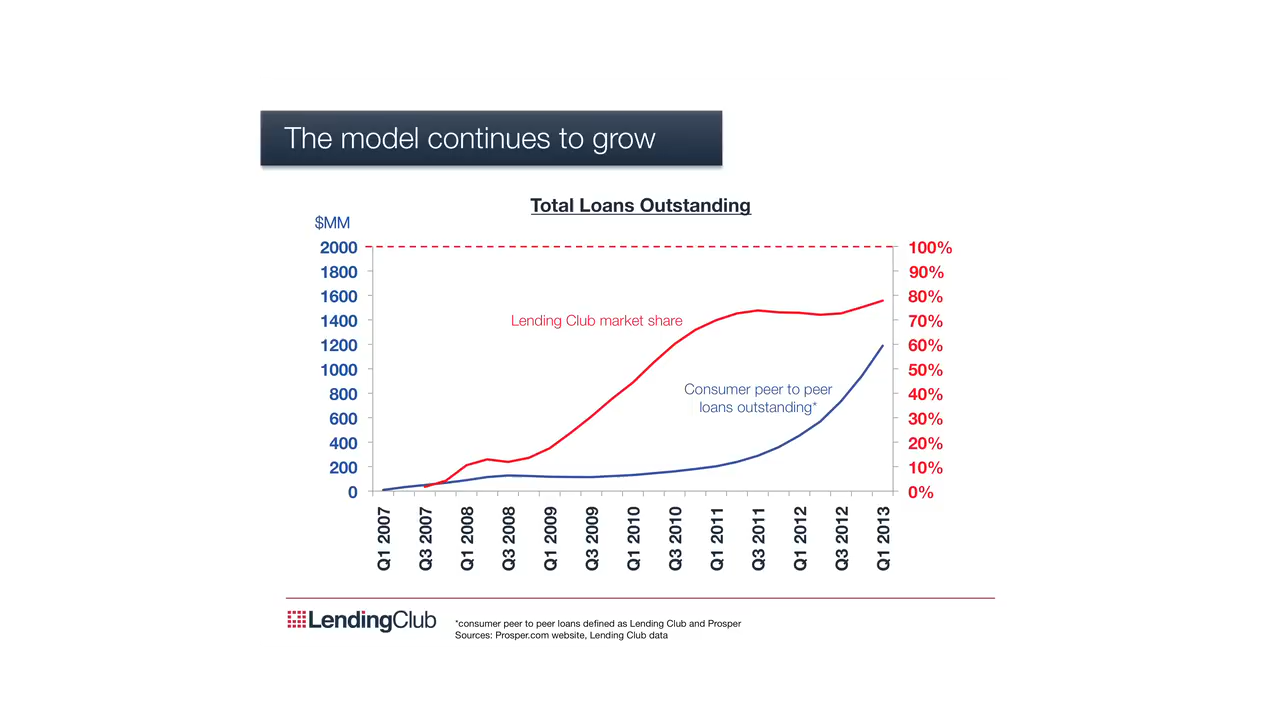 The model continues to grow
Total Loans Outstanding
$MM
2000
1800
1600
1400
1200
1000
800
600
400
200
0
100%
90%
80%
70%
60%
50%
40%
30%
20%
10%
0%
Lending Club market share
Consumer peer to peer
loans outstanding*
Q1 2007
Q3 2007
Q1 2008
Q3 2008
Q1 2009
Q3 2009
Q1 2010
Q3 2010
Q1 2011
Q3 2011
Q1 2012
Q3 2012
Q1 2013
LendingClub
*consumer peer to peer loans defined as Lending Club and Prosper
Sources: Prosper.com website, Lending Club data